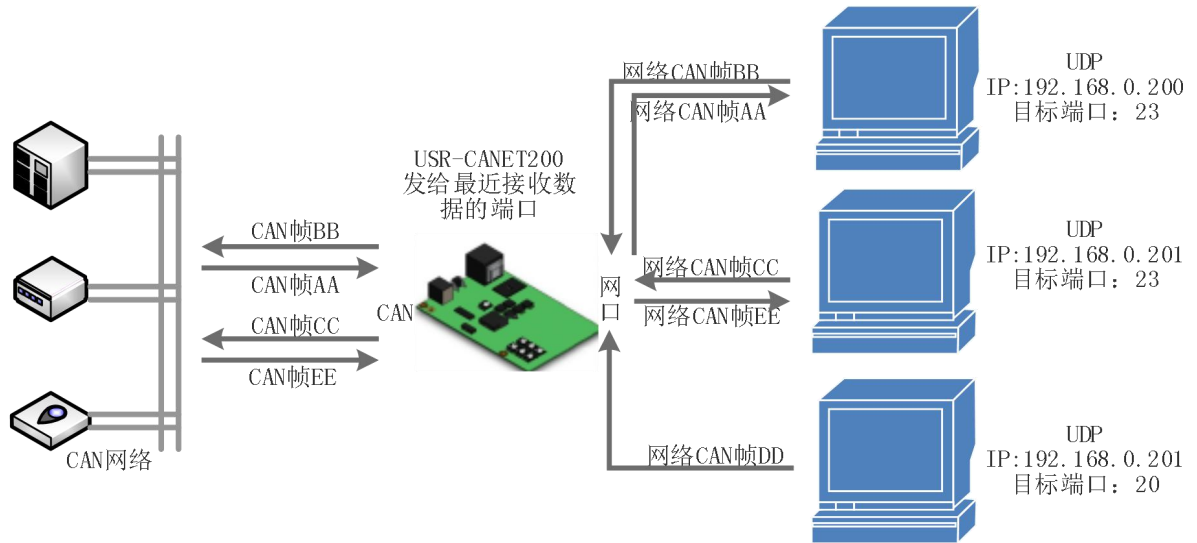 网络CAN帧BB
网络CAN帧AA
UDP
IP:192.168.0.200
目标端口：23
USR-CANET200
发给最近接收数
据的端口
CAN帧BB
CAN帧AA
CAN
CAN帧CC
CAN帧EE
网
口
网络CAN帧CC
网络CAN帧EE
UDP
IP:192.168.0.201
目标端口：23
CAN网络
网络CAN帧DD
UDP
IP:192.168.0.201
目标端口：20